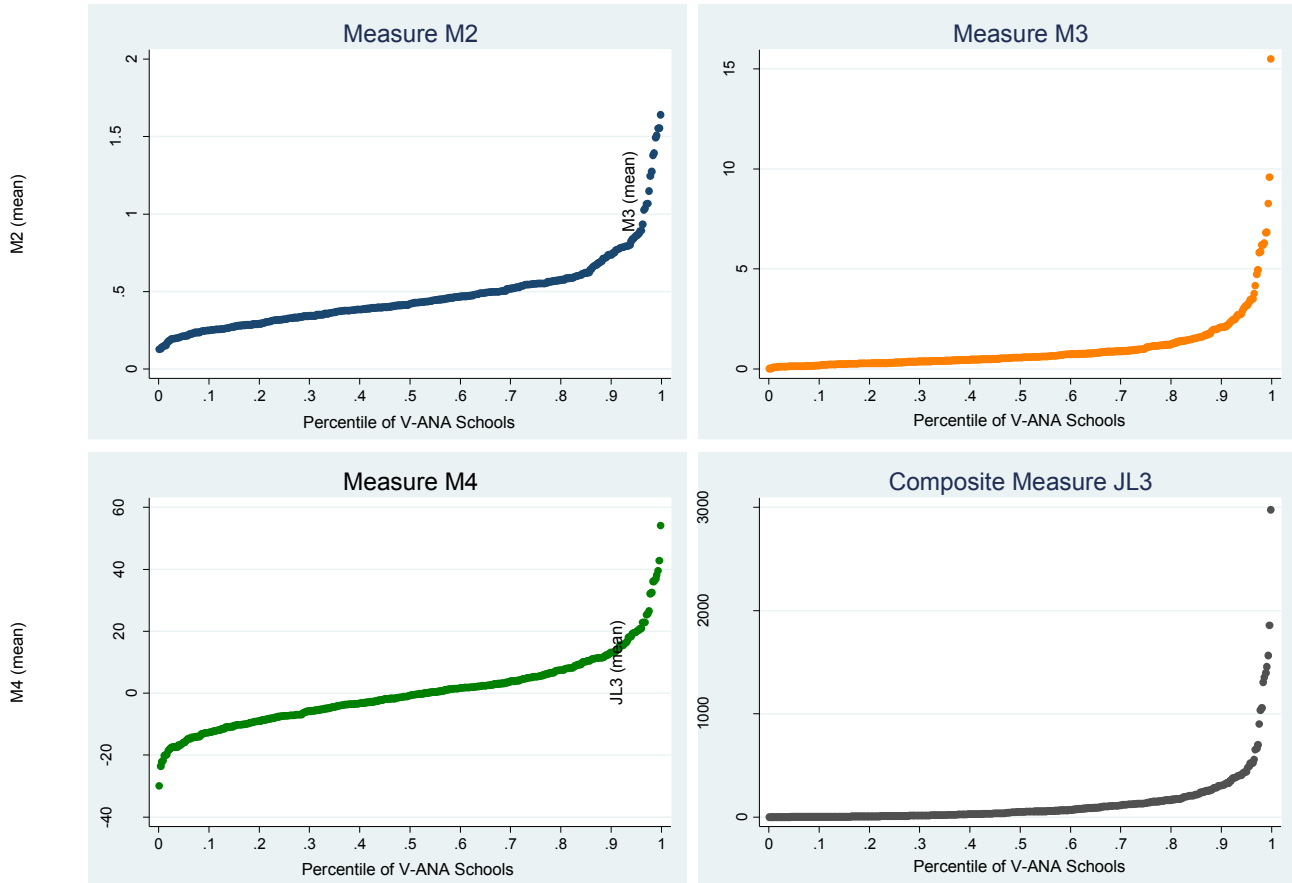 Measure M2
M2 (mean)
2
1.5
1
.5
0
0 .1 .2 .3 .4 .5 .6 .7 .8 .9 1
Percentile of V-ANA Schools
Measure M3
M3 (mean)
15
10
5
0
0 .1 .2 .3 .4 .5 .6 .7 .8 .9 1
Percentile of V-ANA Schools
Measure M4
M4 (mean)
60
40
20
0
-20
-40
0 .1 .2 .3 .4 .5 .6 .7 .8 .9 1
Percentile of V-ANA Schools
Composite Measure JL3
JL3 (mean)
3000
2000
1000
0
0 .1 .2 .3 .4 .5 .6 .7 .8 .9 1
Percentile of V-ANA Schools